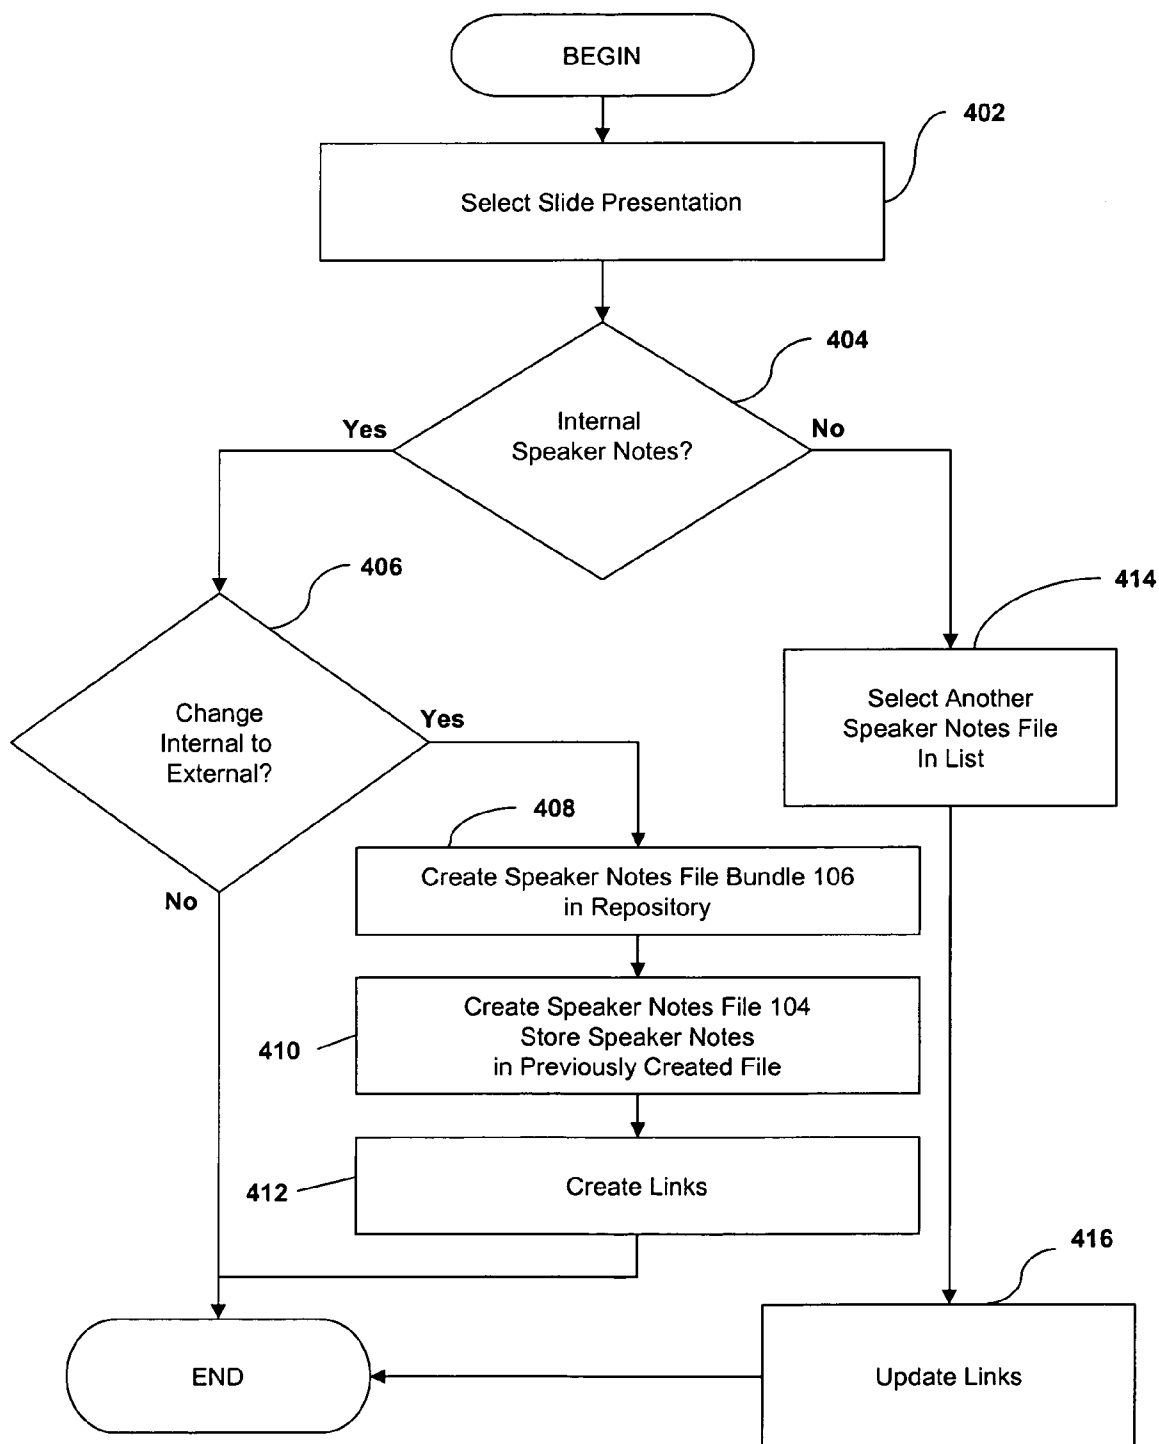 BEGIN
402
Select Slide Presentation
404
Internal
Speaker Notes?
Yes
No
406
414
Change
Internal to
External?
Yes
Select Another
Speaker Notes File
In List
408
No
Create Speaker Notes File Bundle 106
in Repository
Create Speaker Notes File 104
Store Speaker Notes
in Previously Created File
410
412
Create Links
416
END
Update Links